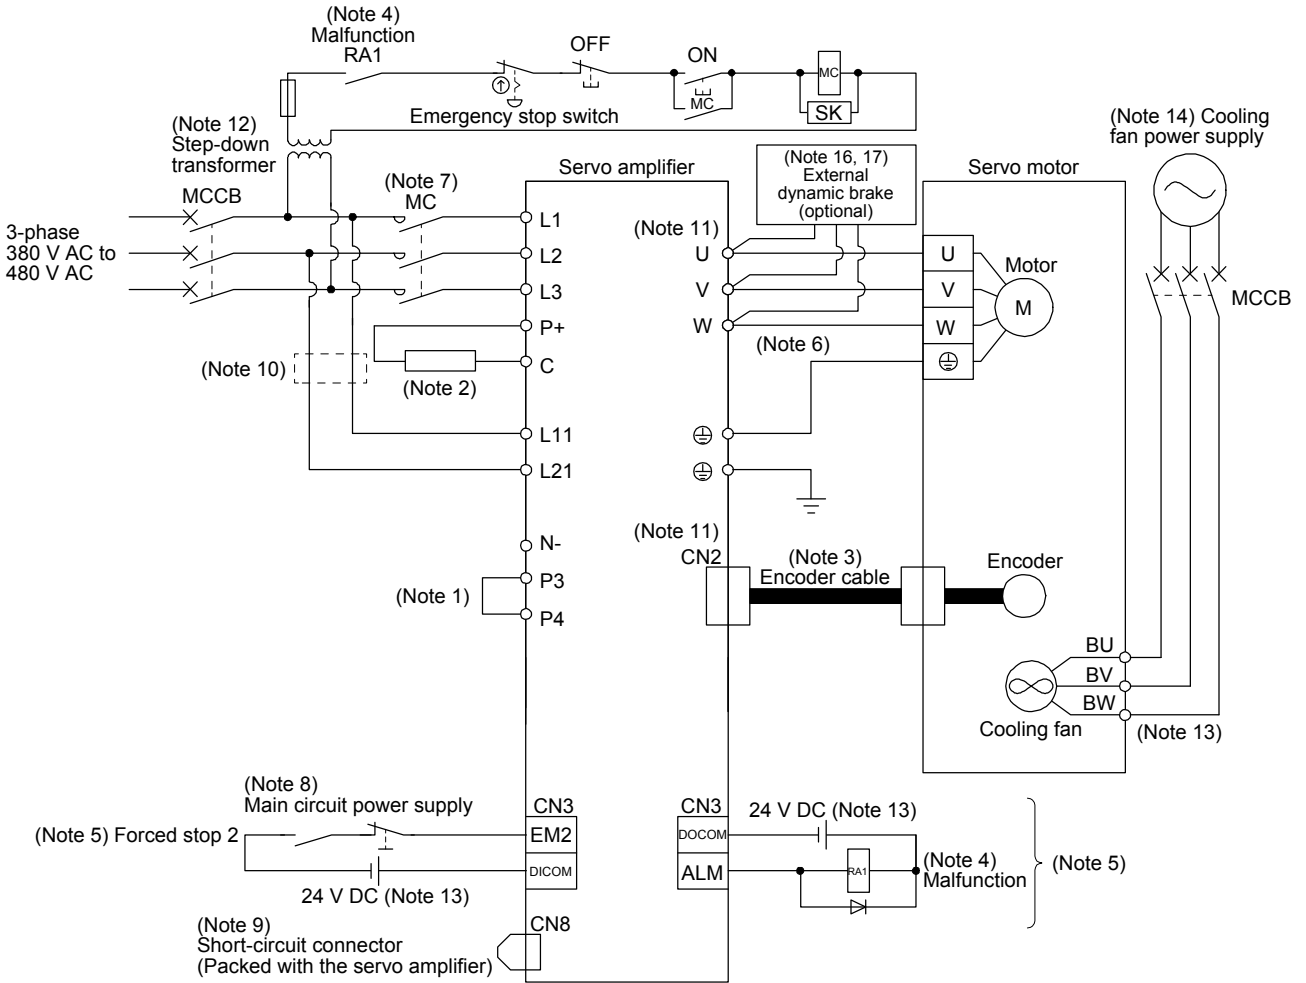 (Note 4)
Malfunction
RA1
OFF
ON
MC
MC
SK
Emergency stop switch
(Note 12)
Step-down
transformer
(Note 14) Cooling
fan power supply
MCCB
(Note 7)
MC
Servo amplifier
(Note 16, 17)
External
dynamic brake
(optional)
Servo motor
3-phase
380 V AC to
480 V AC
L1
L2
L3
P+
C
(Note 10)
(Note 2)
L11
L21
(Note 11)
U
V
W
(Note 6)
U
V
W
Motor
M
MCCB
N-
P3
P4
(Note 1)
(Note 11)
CN2
(Note 3)
Encoder cable
Encoder
BU
BV
BW
Cooling fan
(Note 13)
(Note 8)
Main circuit power supply
(Note 5) Forced stop 2
24 V DC (Note 13)
CN3
EM2
DICOM
CN3
DOCOM
ALM
24 V DC (Note 13)
RA1
(Note 4)
Malfunction
(Note 5)
(Note 9)
Short-circuit connector
(Packed with the servo amplifier)
CN8